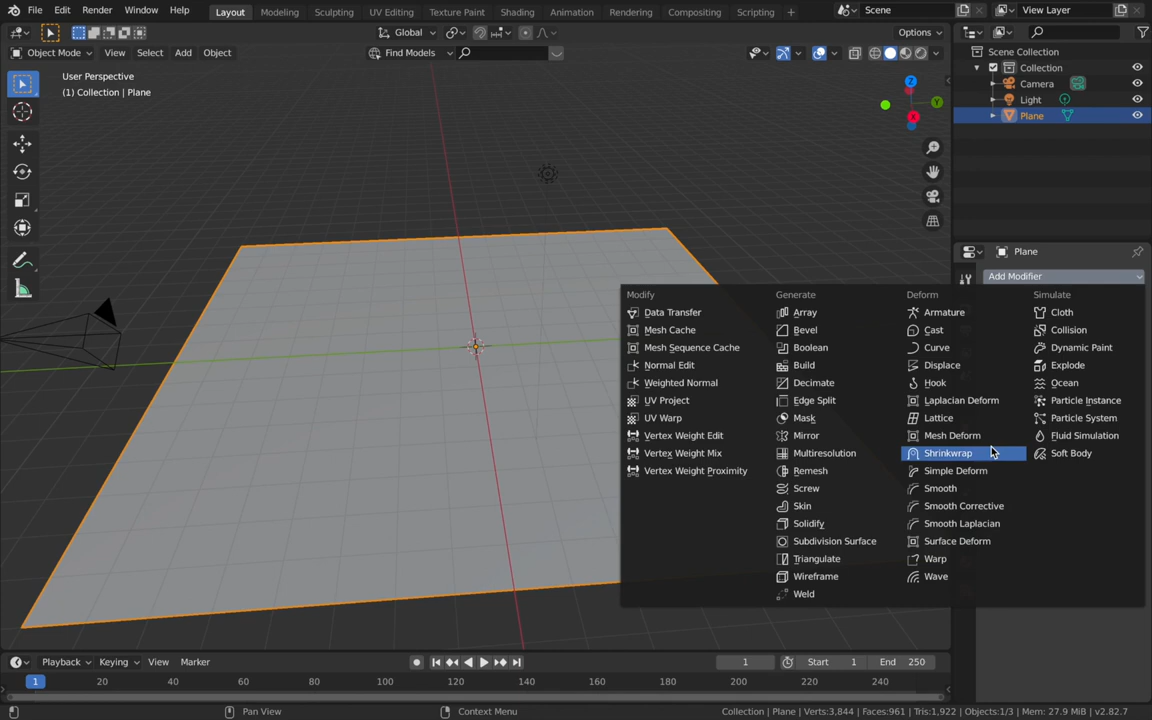 File Edit Render Window Help Layout Modeling Sculpting UV Editing Texture Paint Shading Animation Rendering Compositing Scripting + Scene View Layer
Global Options
Object Mode View Select Add Object Find Models
User Perspective
(1) Collection | Plane
Z
Y
X
Scene Collection
Collection
Camera
Light
Plane
Plane
Add Modifier
Modify
Data Transfer
Mesh Cache
Mesh Sequence Cache
Normal Edit
Weighted Normal
UV Project
UV Warp
Vertex Weight Edit
Vertex Weight Mix
Vertex Weight Proximity
Generate
Array
Bevel
Boolean
Build
Decimate
Edge Split
Mask
Mirror
Multiresolution
Remesh
Screw
Skin
Solidify
Subdivision Surface
Triangulate
Wireframe
Weld
Deform
Armature
Cast
Curve
Displace
Hook
Laplacian Deform
Lattice
Mesh Deform
Shrinkwrap
Simple Deform
Smooth
Smooth Corrective
Smooth Laplacian
Surface Deform
Warp
Wave
Simulate
Cloth
Collision
Dynamic Paint
Explode
Ocean
Particle Instance
Particle System
Fluid Simulation
Soft Body
Playback Keying View Marker 1 Start 1 End 250
1 20 40 60 80 100 120 140 160 180 200 220 240
Pan View Context Menu Collection | Plane | Verts:3,844 | Faces:961 | Tris:1,922 | Objects:1/3 | Mem: 27.9 MiB | v2.82.7